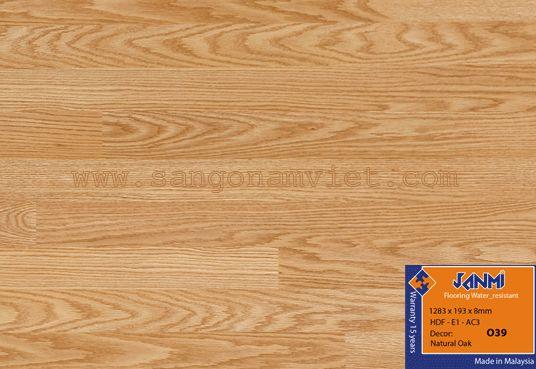 www.sangonamviet.com
JANMI
Flooring Water_resistant
1283 x 193 x 8mm
HDF - E1 - AC3
Decor: O39
Natural Oak
Warranty 15 years
Made in Malaysia